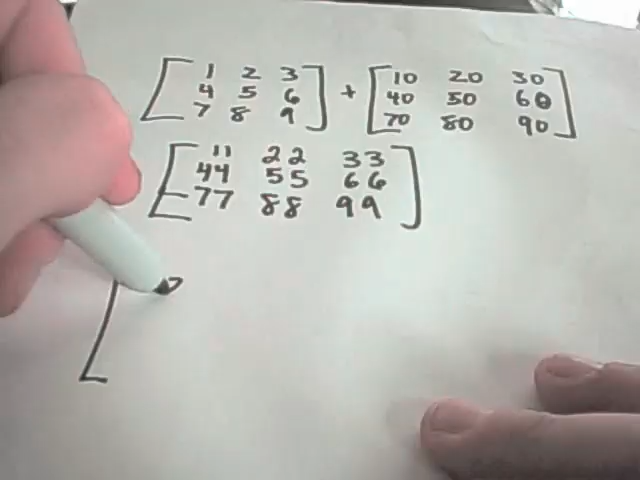 [ 1 2 3 ] + [ 10 20 30 ]
[ 4 5 6 ] [ 40 50 60 ]
[ 7 8 9 ] [ 70 80 90 ]
[ 11 22 33 ]
[ 44 55 66 ]
[ 77 88 99 ]
[